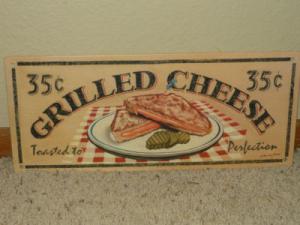 35¢ 35¢
GRILLED CHEESE
Toasted to Perfection